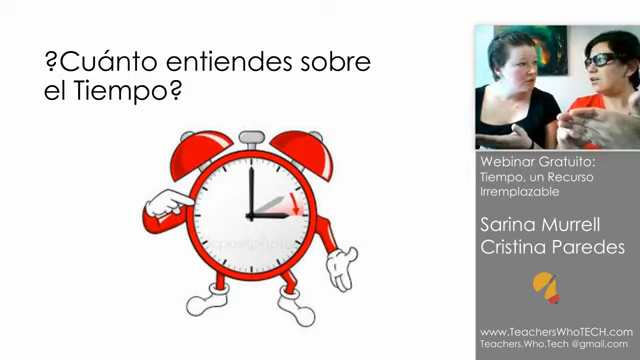 ?Cuánto entiendes sobre
el Tiempo?
Webinar Gratuito:
Tiempo, un Recurso
Irremplazable
Sarina Murrell
Cristina Paredes
www.TeachersWhoTECH.com
Teachers.Who.Tech @gmail.com